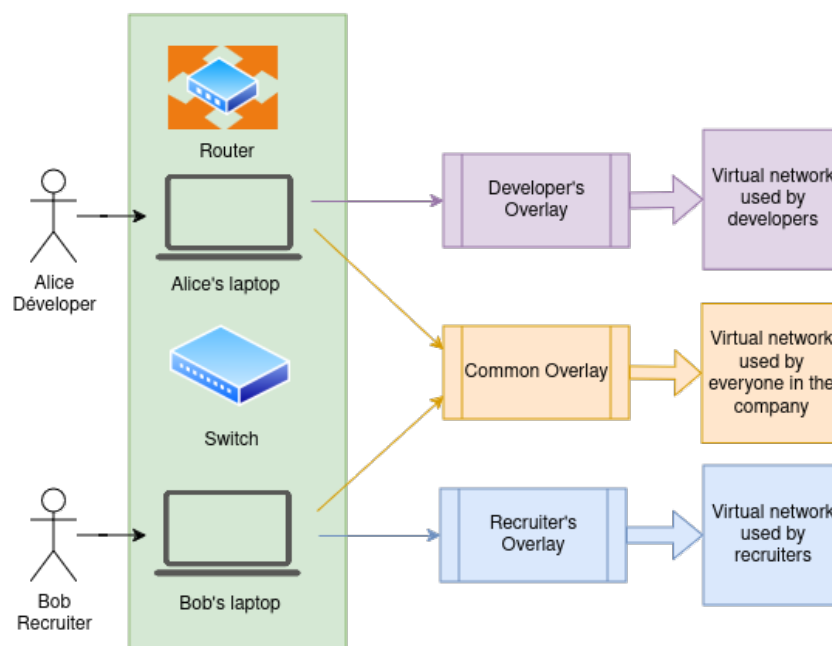 Router
Alice
Déveloper
Alice's laptop
Switch
Bob
Recruiter
Bob's laptop
Developer's
Overlay
Virtual network
used by
developers
Common Overlay
Virtual network
used by
everyone in the
company
Recruiter's
Overlay
Virtual network
used by
recruiters